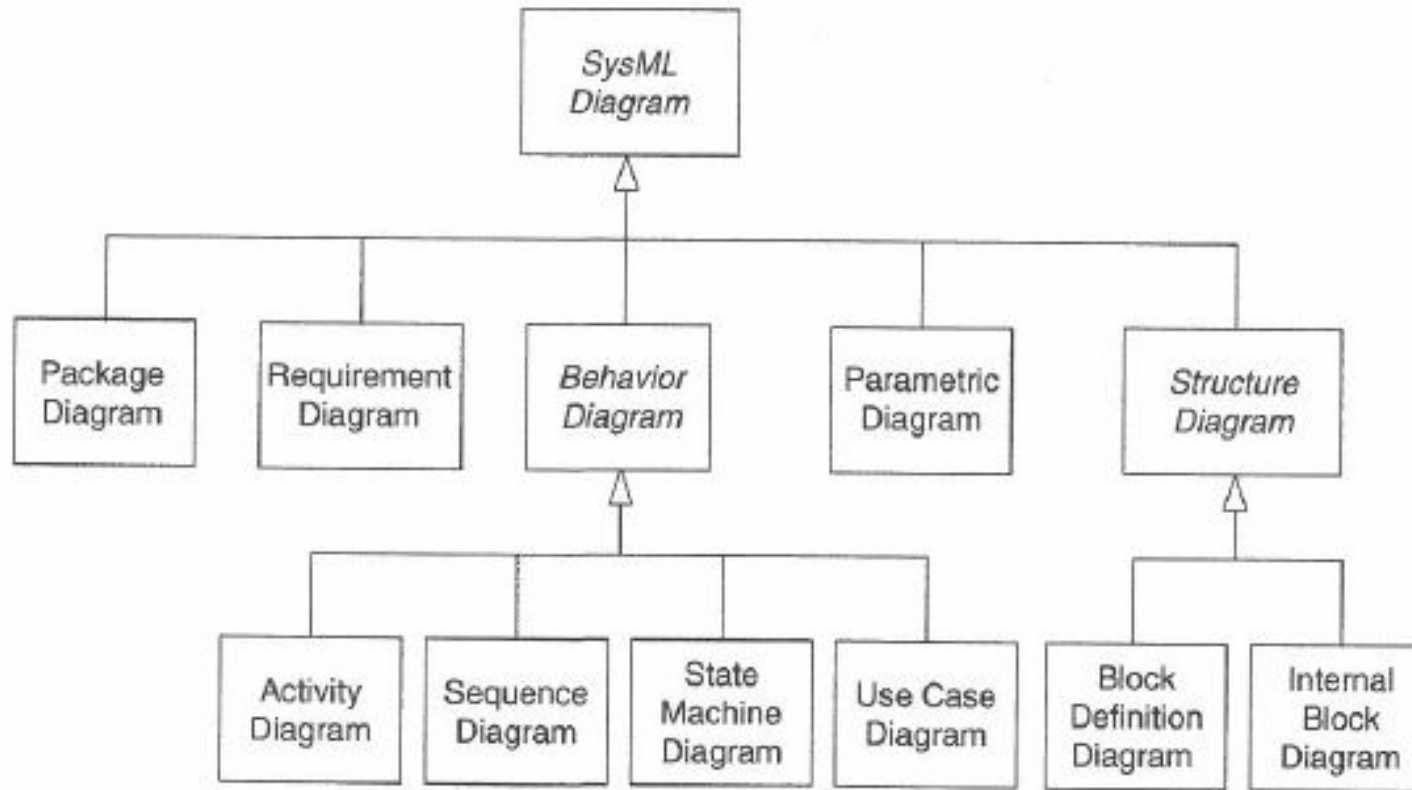 SysML
Diagram
Package
Diagram
Requirement
Diagram
Behavior
Diagram
Parametric
Diagram
Structure
Diagram
Activity
Diagram
Sequence
Diagram
State
Machine
Diagram
Use Case
Diagram
Block
Definition
Diagram
Internal
Block
Diagram